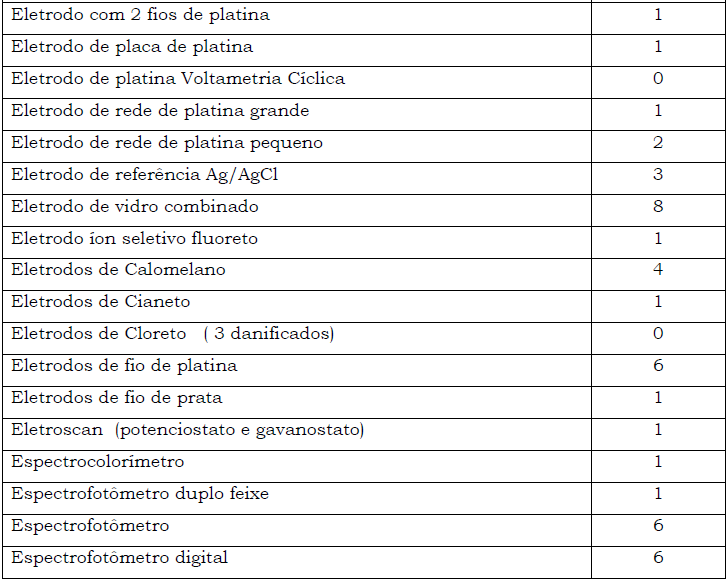 Eletrodo com 2 fios de platina 1
Eletrodo de placa de platina 1
Eletrodo de platina Voltametria Cíclica 0
Eletrodo de rede de platina grande 1
Eletrodo de rede de platina pequeno 2
Eletrodo de referência Ag/AgCl 3
Eletrodo de vidro combinado 8
Eletrodo íon seletivo fluoreto 1
Eletrodos de Calomelano 4
Eletrodos de Cianeto 1
Eletrodos de Cloreto ( 3 danificados) 0
Eletrodos de fio de platina 6
Eletrodos de fio de prata 1
Eletroscan (potenciostato e gavanostato) 1
Espectrocolorímetro 1
Espectrofotômetro duplo feixe 1
Espectrofotômetro 6
Espectrofotômetro digital 6